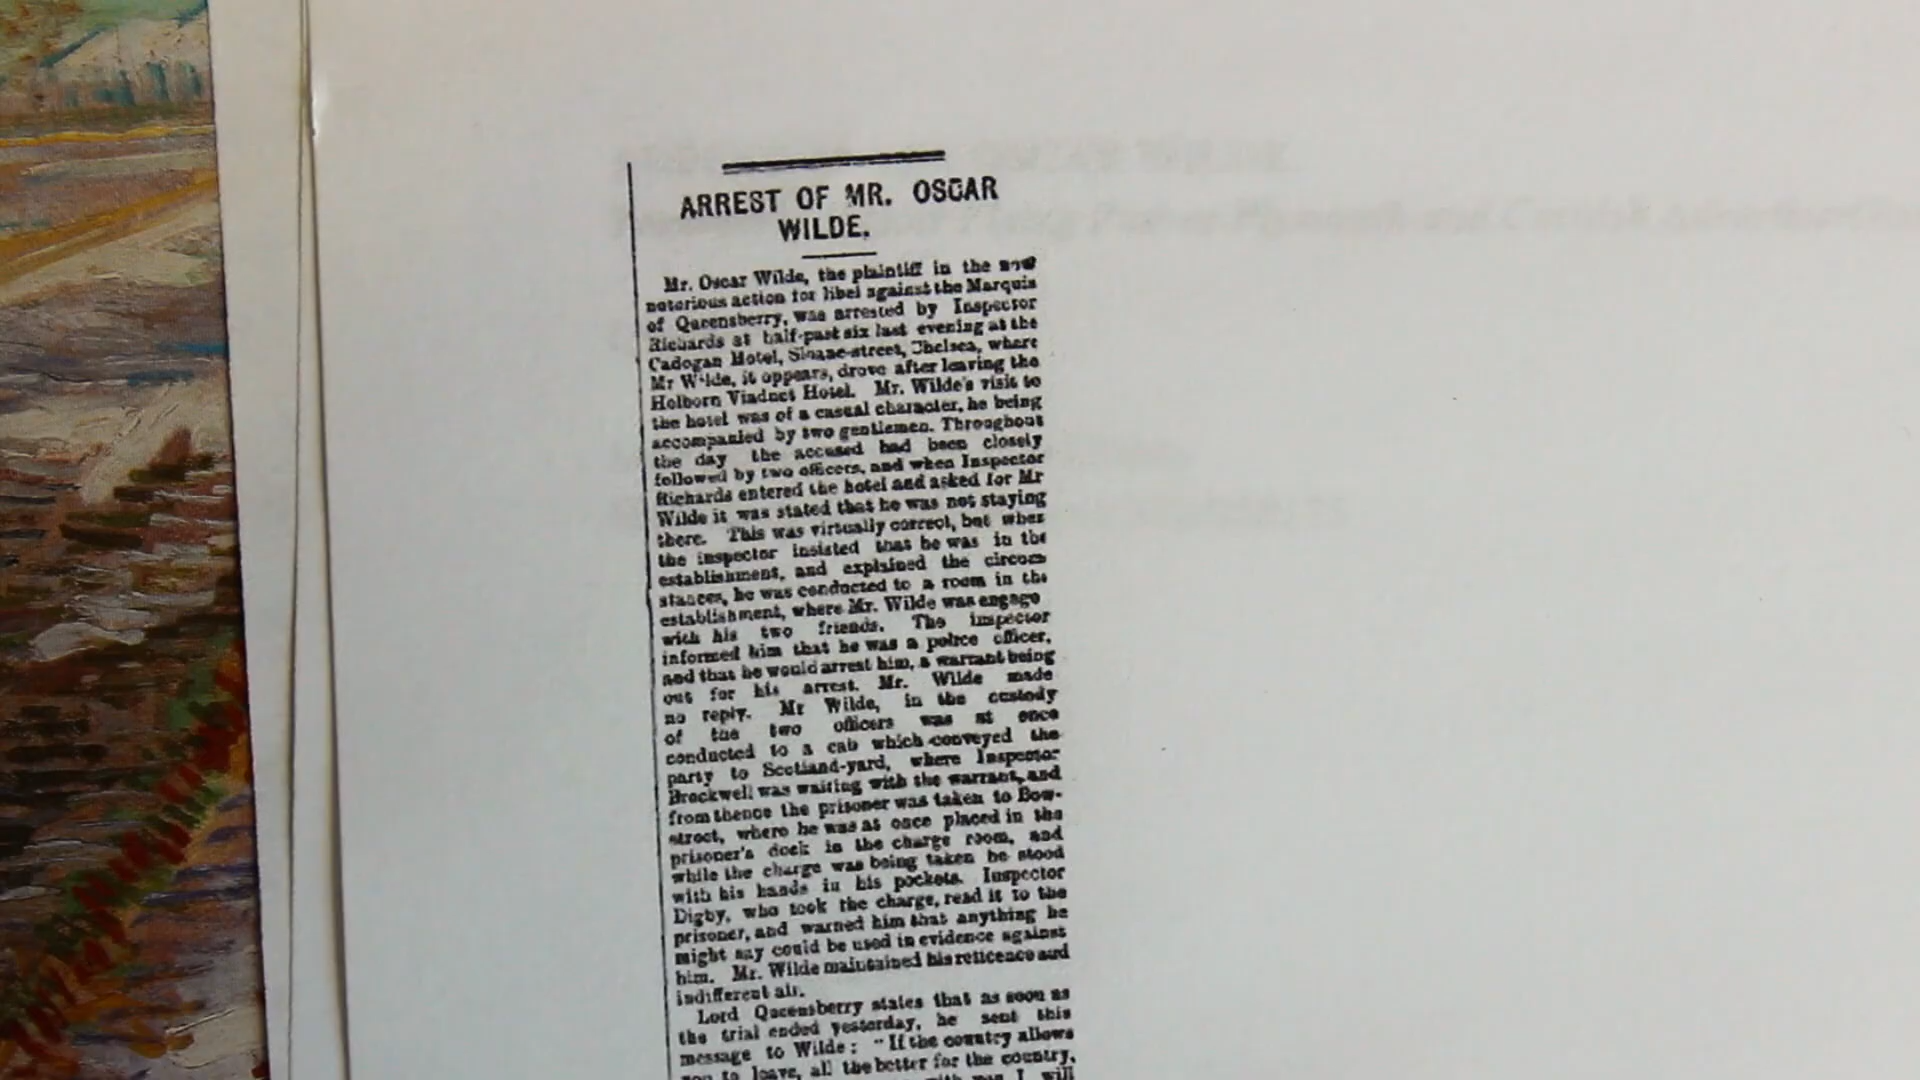 ARREST OF MR. OSCAR
WILDE.
Mr. Oscar Wilde, the plaintiff in the now
notorious action for libel against the Marquis
of Queensberry, was arrested by Inspector
Richards at half-past six last evening at the
Cadogan Hotel, Sloane-street, Chelsea, where
Mr Wilde, it appears, drove after leaving the
Holborn Viaduct Hotel. Mr. Wilde's visit to
the hotel was of a casual character, he being
accompanied by two gentlemen. Throughout
the day the accused had been closely
followed by two officers, and when Inspector
Richards entered the hotel and asked for Mr
Wilde it was stated that he was not staying
there. This was virtually correct, but when
the inspector insisted that he was in the
establishment, and explained the circum
stances, he was conducted to a room in the
establishment, where Mr. Wilde was engage
with his two friends. The inspector
informed him that he was a police officer,
and that he would arrest him, a warrant being
out for his arrest. Mr. Wilde made
no reply. Mr Wilde, in the custody
of the two officers was at once
conducted to a cab which conveyed the
party to Scotland-yard, where Inspector
Brockwell was waiting with the warrant, and
from thence the prisoner was taken to Bow-
street, where he was at once placed in the
prisoner's dock in the charge room, and
while the charge was being taken he stood
with his hands in his pockets. Inspector
Digby, who took the charge, read it to the
prisoner, and warned him that anything he
might say could be used in evidence against
him. Mr. Wilde maintained his reticence and
indifferent air.
Lord Queensberry states that as soon as
the trial ended yesterday, he sent this
message to Wilde: "If the country allows
you to leave, all the better for the country,
I will